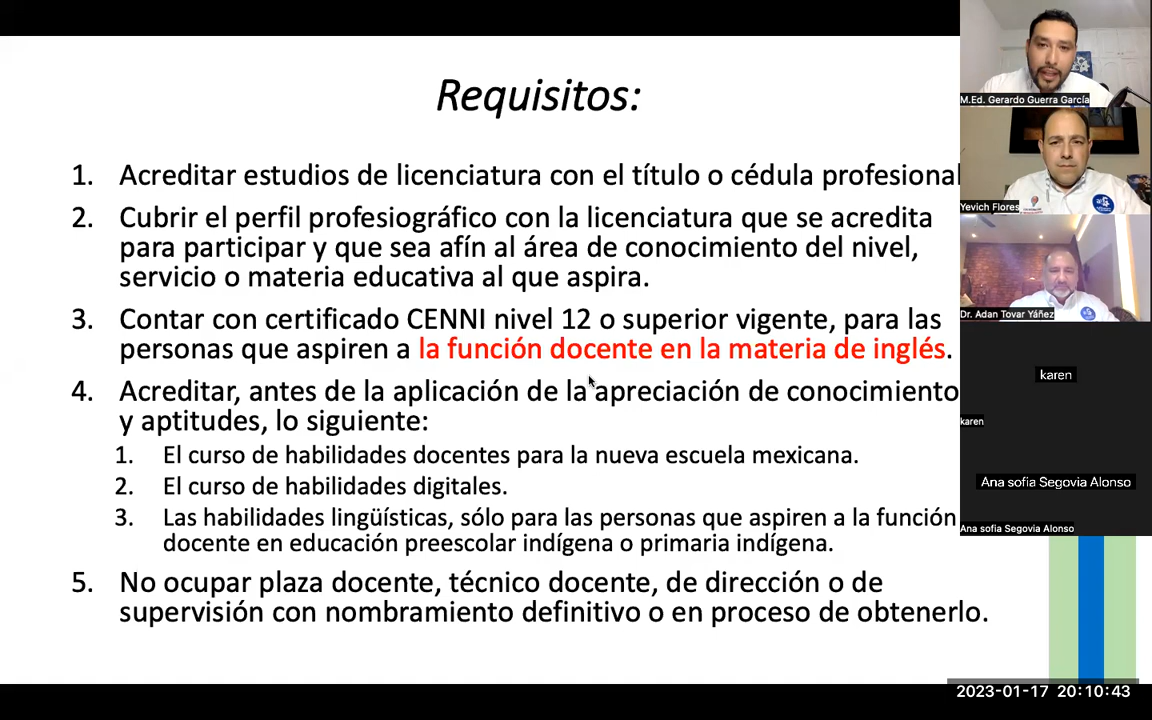 Requisitos:
1. Acreditar estudios de licenciatura con el título o cédula profesional
2. Cubrir el perfil profesiográfico con la licenciatura que se acredita
para participar y que sea afín al área de conocimiento del nivel,
servicio o materia educativa al que aspira.
3. Contar con certificado CENNI nivel 12 o superior vigente, para las
personas que aspiren a la función docente en la materia de inglés.
4. Acreditar, antes de la aplicación de la apreciación de conocimiento
y aptitudes, lo siguiente:
1. El curso de habilidades docentes para la nueva escuela mexicana.
2. El curso de habilidades digitales.
3. Las habilidades lingüísticas, sólo para las personas que aspiren a la función
docente en educación preescolar indígena o primaria indígena.
5. No ocupar plaza docente, técnico docente, de dirección o de
supervisión con nombramiento definitivo o en proceso de obtenerlo.
M.Ed. Gerardo Guerra García
Yevich Flores
Dr. Adan Tovar Yáñez
karen
karen
Ana sofia Segovia Alonso
Ana sofia Segovia Alonso
2023-01-17 20:10:43